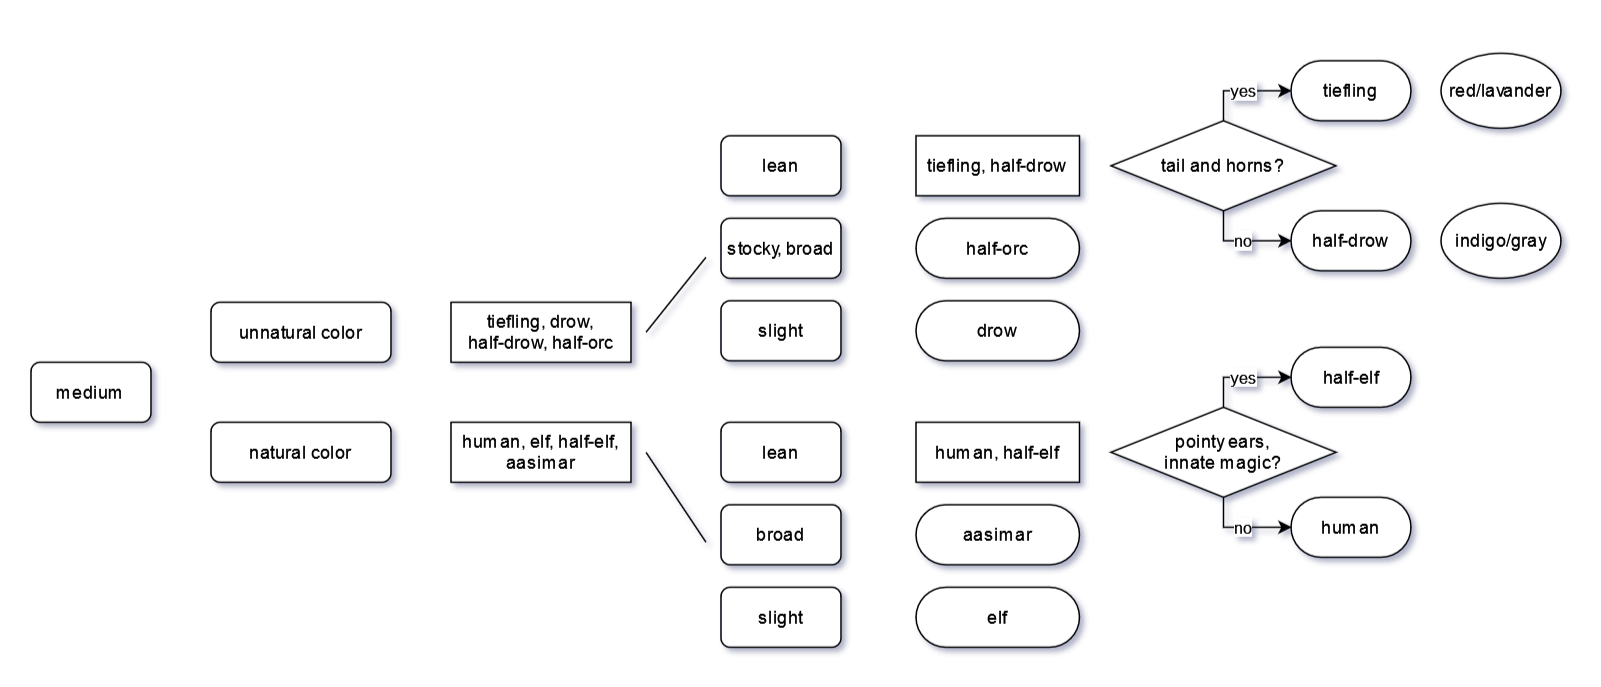 medium
unnatural color
natural color
tiefling, drow,
half-drow, half-orc
human, elf, half-elf,
aasimar
lean
stocky, broad
slight
lean
broad
slight
tiefling, half-drow
half-orc
drow
human, half-elf
aasimar
elf
tail and horns?
yes
tiefling
red/lavander
no
half-drow
indigo/gray
pointy ears,
innate magic?
yes
half-elf
no
human